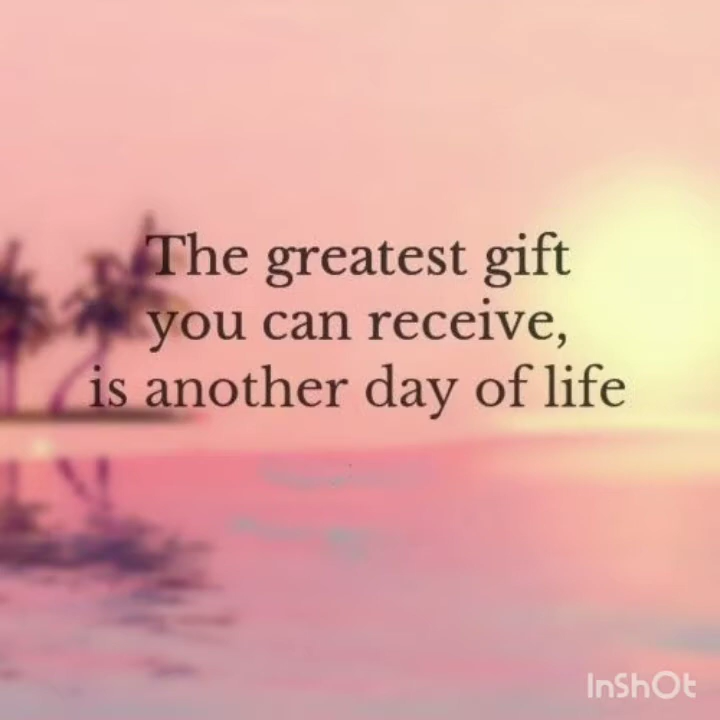 The greatest gift
you can receive,
is another day of life
InShOt